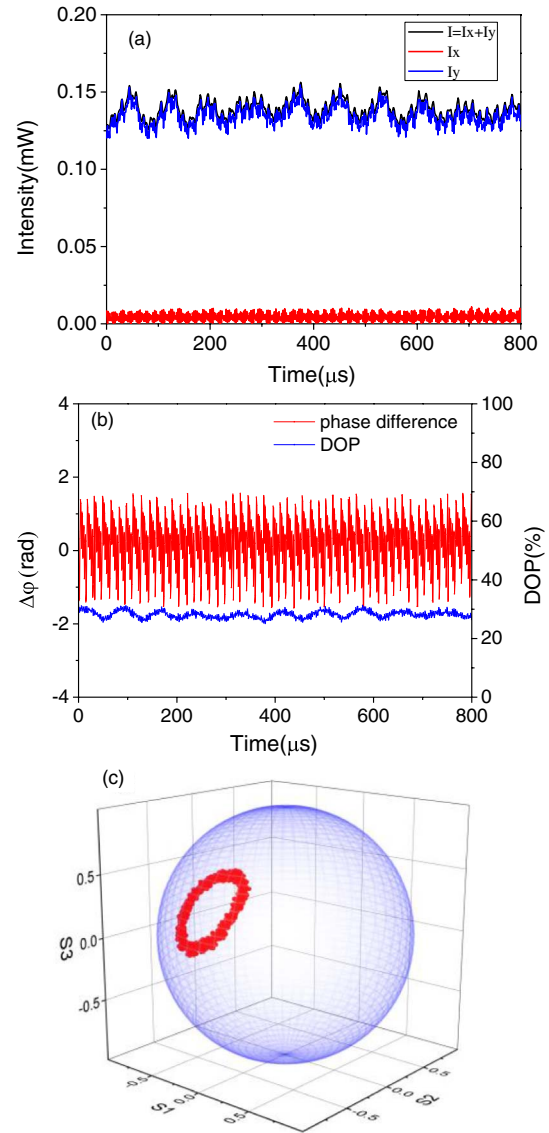 (a)
I=Ix+Iy
Ix
Iy
0.20
0.15
0.10
0.05
0.00
Intensity(mW)
0 200 400 600 800
Time(μs)
(b)
phase difference
DOP
4
2
0
-2
-4
Δφ (rad)
100
80
60
40
20
0
DOP(%)
0 200 400 600 800
Time(μs)
(c)
0.5
0.0
-0.5
S3
-0.5 0.0 0.5
S1
-0.5 0.0 0.5
S2